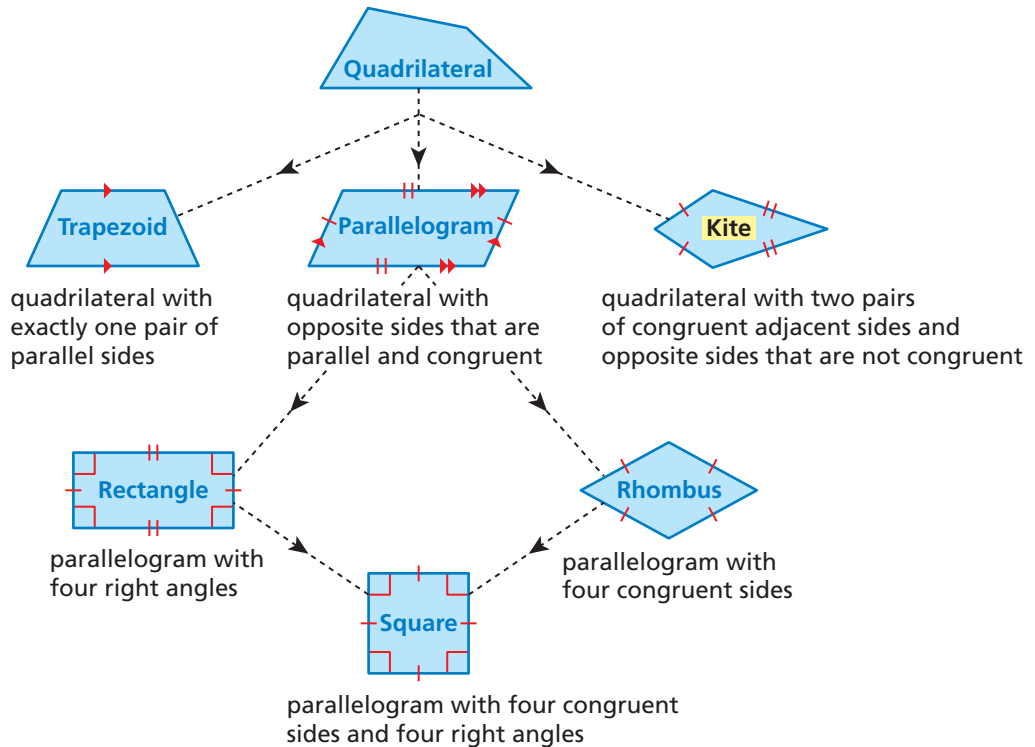 Quadrilateral
Trapezoid
quadrilateral with
exactly one pair of
parallel sides
Parallelogram
quadrilateral with
opposite sides that are
parallel and congruent
Kite
quadrilateral with two pairs
of congruent adjacent sides and
opposite sides that are not congruent
Rectangle
parallelogram with
four right angles
Rhombus
parallelogram with
four congruent sides
Square
parallelogram with four congruent
sides and four right angles